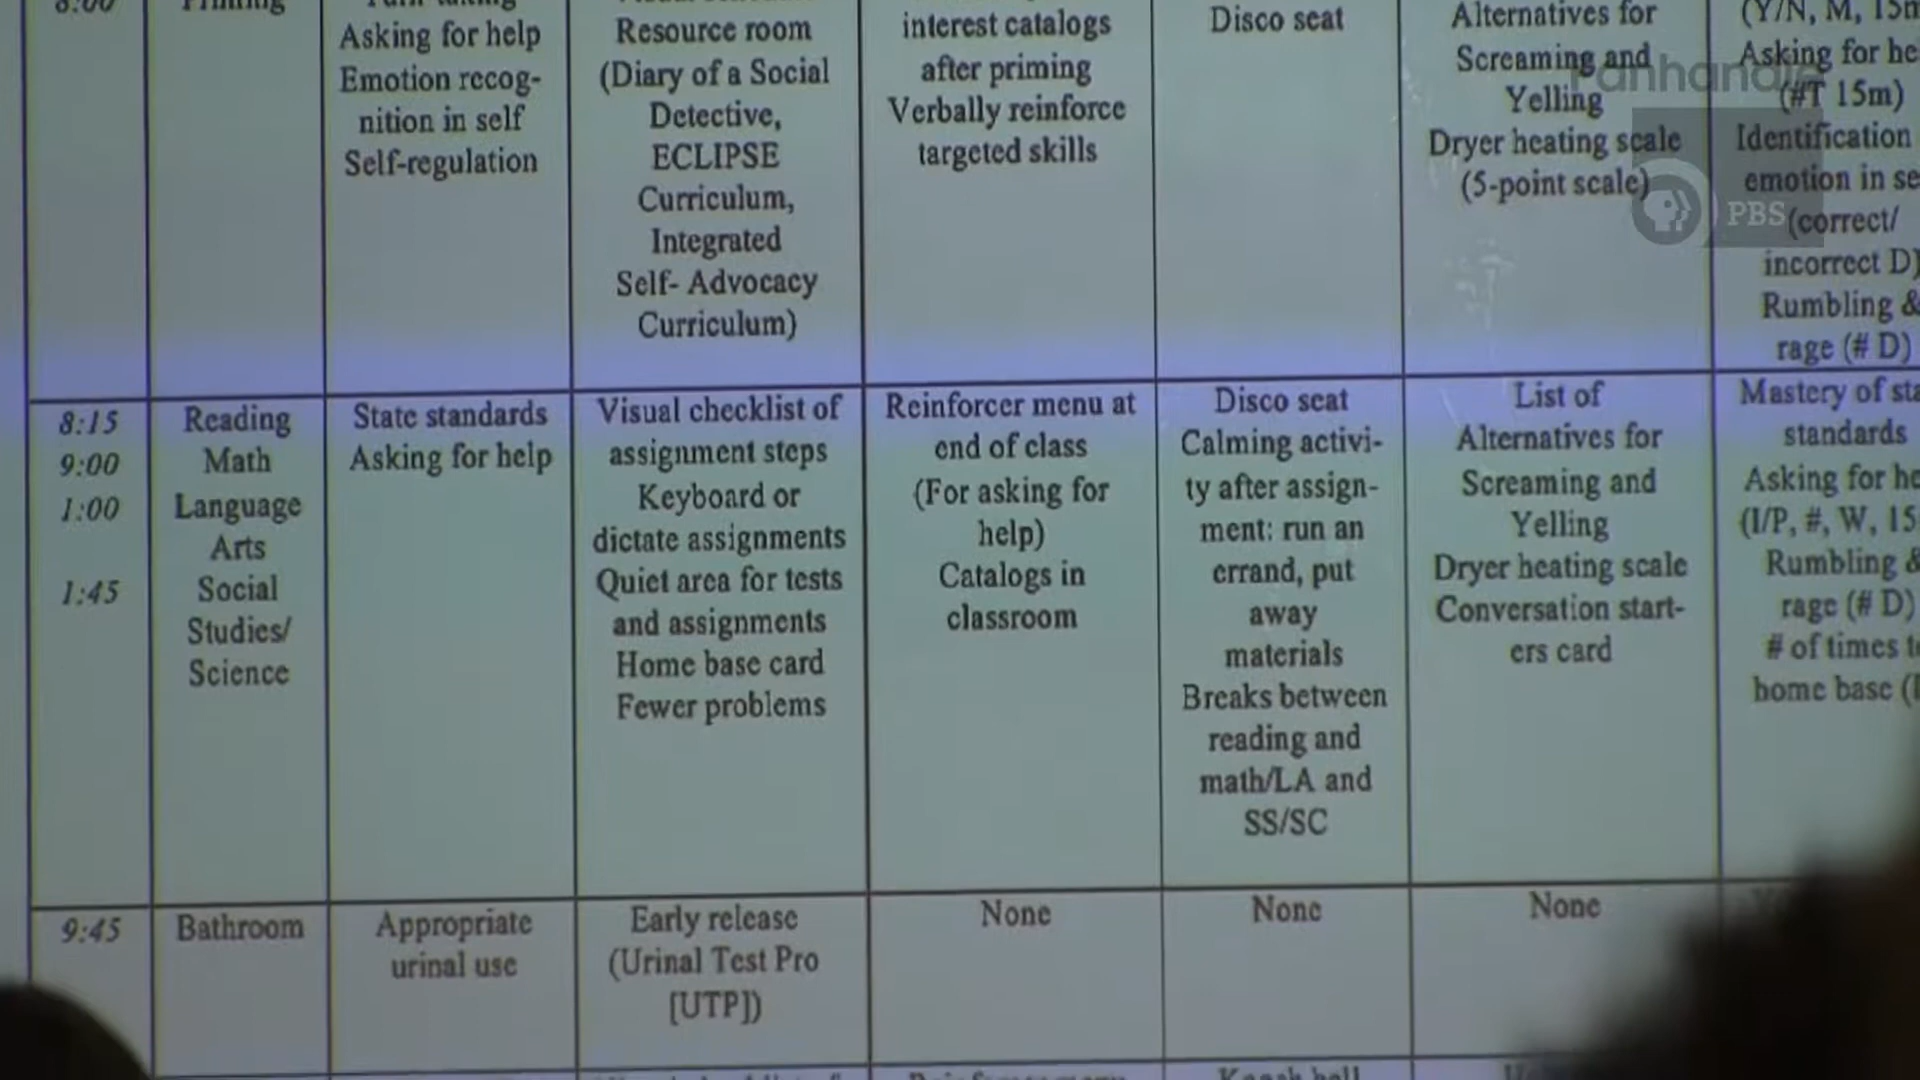 8:00
Priming
Asking for help
Emotion recog-
nition in self
Self-regulation
Resource room
(Diary of a Social
Detective,
ECLIPSE
Curriculum,
Integrated
Self- Advocacy
Curriculum)
interest catalogs
after priming
Verbally reinforce
targeted skills
Disco seat
Alternatives for
Screaming and
Yelling
Dryer heating scale
(5-point scale)
(Y/N, M, 15m
Asking for he
(#T 15m)
Identification
emotion in se
(correct/
incorrect D)
Rumbling &
rage (# D)
Panhandle
PBS
8:15
9:00
1:00
1:45
Reading
Math
Language
Arts
Social
Studies/
Science
State standards
Asking for help
Visual checklist of
assignment steps
Keyboard or
dictate assignments
Quiet area for tests
and assignments
Home base card
Fewer problems
Reinforcer menu at
end of class
(For asking for
help)
Catalogs in
classroom
Disco seat
Calming activi-
ty after assign-
ment: run an
errand, put
away
materials
Breaks between
reading and
math/LA and
SS/SC
List of
Alternatives for
Screaming and
Yelling
Dryer heating scale
Conversation start-
ers card
Mastery of sta
standards
Asking for he
(I/P, #, W, 15
Rumbling &
rage (# D)
# of times t
home base (
9:45
Bathroom
Appropriate
urinal use
Early release
(Urinal Test Pro
[UTP])
None
None
None